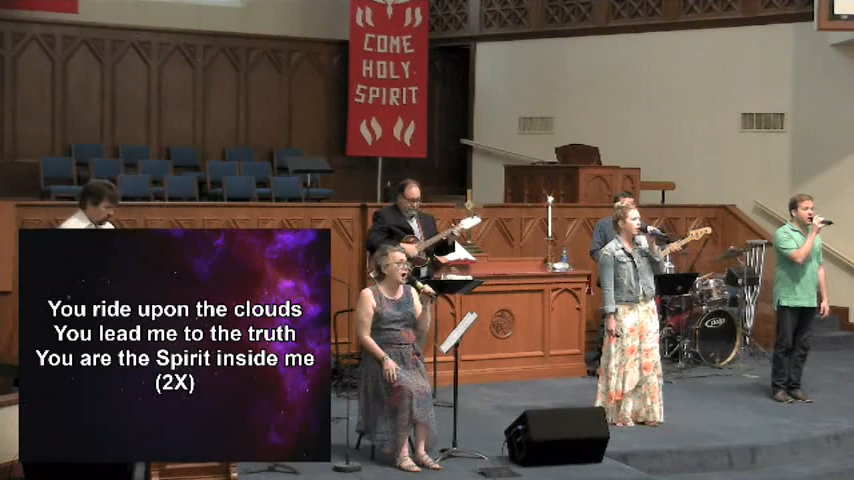 COME
HOLY
SPIRIT
You ride upon the clouds
You lead me to the truth
You are the Spirit inside me
(2X)